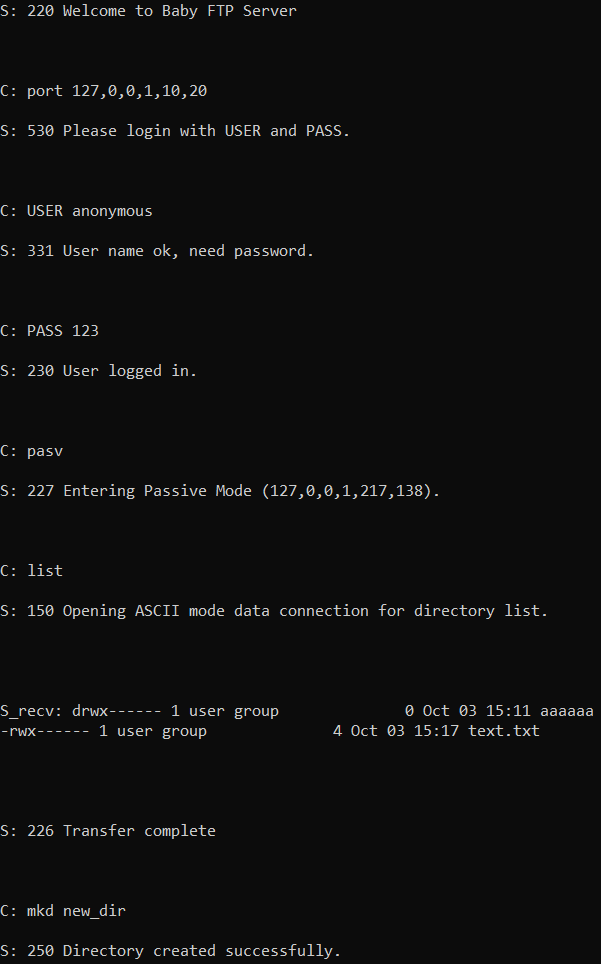 S: 220 Welcome to Baby FTP Server
C: port 127,0,0,1,10,20
S: 530 Please login with USER and PASS.
C: USER anonymous
S: 331 User name ok, need password.
C: PASS 123
S: 230 User logged in.
C: pasv
S: 227 Entering Passive Mode (127,0,0,1,217,138).
C: list
S: 150 Opening ASCII mode data connection for directory list.
S_recv: drwx------ 1 user group              0 Oct 03 15:11 aaaaaa
-rwx------ 1 user group              4 Oct 03 15:17 text.txt
S: 226 Transfer complete
C: mkd new_dir
S: 250 Directory created successfully.